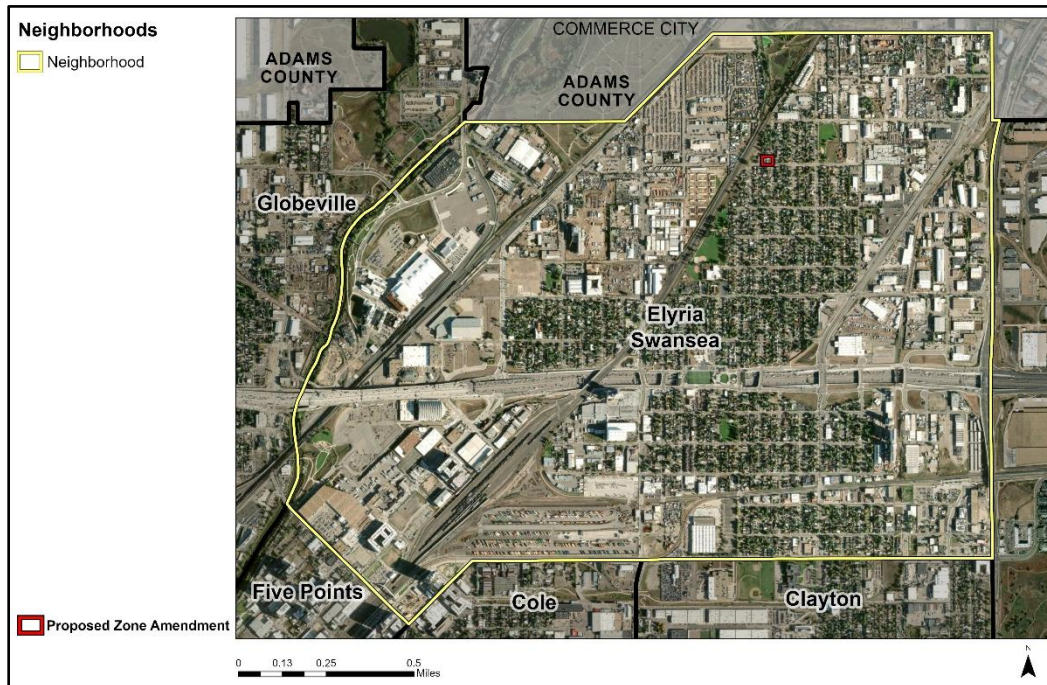 Neighborhoods
Neighborhood
COMMERCE CITY
ADAMS
COUNTY
ADAMS
COUNTY
Globeville
Elyria
Swansea
Five Points
Cole
Clayton
Proposed Zone Amendment
0 0.13 0.25 0.5
Miles
N